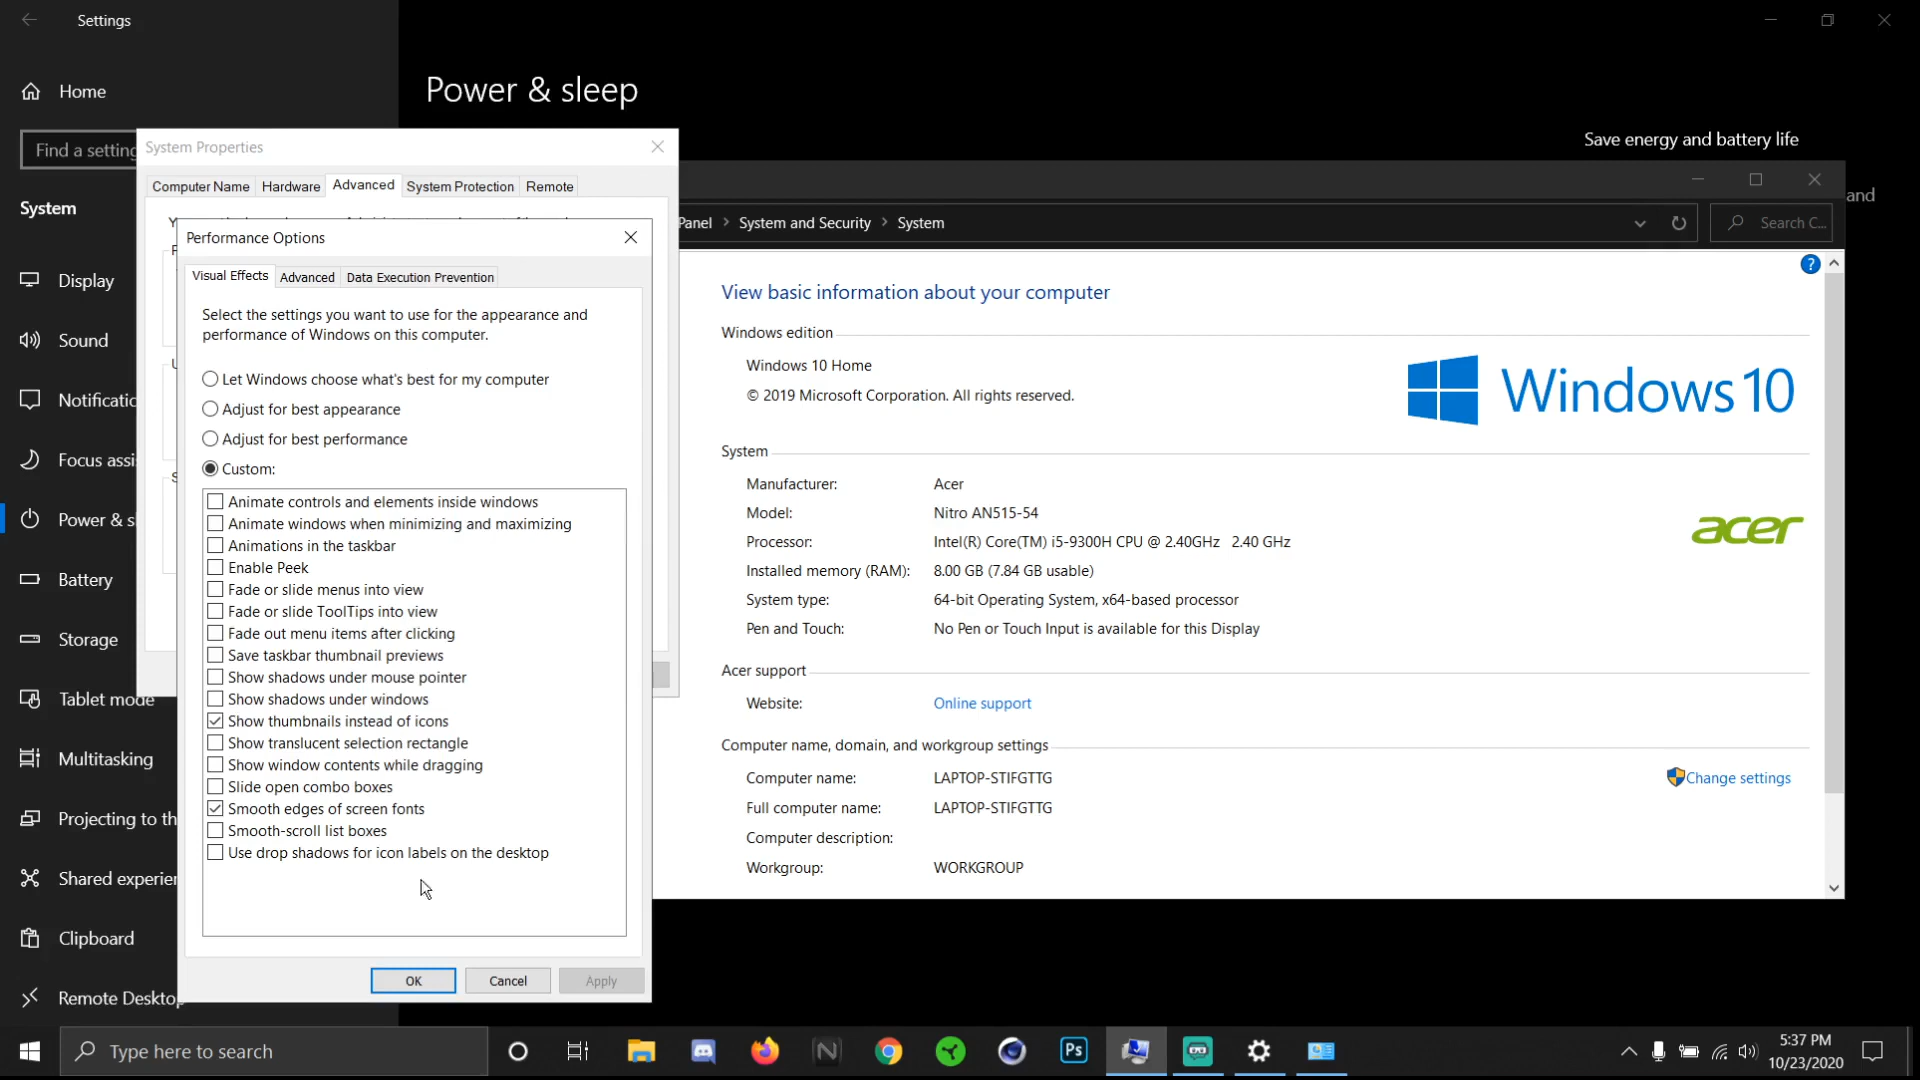 Settings
Home
Find a setting
System
Display
Sound
Notificatio
Focus assi
Power & sl
Battery
Storage
Tablet mode
Multitasking
Projecting to th
Shared experien
Clipboard
Remote Desktop
Power & sleep
Save energy and battery life
and
System Properties
Computer Name
Hardware
Advanced
System Protection
Remote
Performance Options
Visual Effects
Advanced
Data Execution Prevention
Select the settings you want to use for the appearance and
performance of Windows on this computer.
Let Windows choose what's best for my computer
Adjust for best appearance
Adjust for best performance
Custom:
Animate controls and elements inside windows
Animate windows when minimizing and maximizing
Animations in the taskbar
Enable Peek
Fade or slide menus into view
Fade or slide ToolTips into view
Fade out menu items after clicking
Save taskbar thumbnail previews
Show shadows under mouse pointer
Show shadows under windows
Show thumbnails instead of icons
Show translucent selection rectangle
Show window contents while dragging
Slide open combo boxes
Smooth edges of screen fonts
Smooth-scroll list boxes
Use drop shadows for icon labels on the desktop
OK
Cancel
Apply
Panel > System and Security > System
Search C...
View basic information about your computer
Windows edition
Windows 10 Home
© 2019 Microsoft Corporation. All rights reserved.
Windows 10
System
Manufacturer: Acer
Model: Nitro AN515-54
Processor: Intel(R) Core(TM) i5-9300H CPU @ 2.40GHz 2.40 GHz
Installed memory (RAM): 8.00 GB (7.84 GB usable)
System type: 64-bit Operating System, x64-based processor
Pen and Touch: No Pen or Touch Input is available for this Display
acer
Acer support
Website: Online support
Computer name, domain, and workgroup settings
Computer name: LAPTOP-STIFGTTG
Change settings
Full computer name: LAPTOP-STIFGTTG
Computer description:
Workgroup: WORKGROUP
Type here to search
Ps
5:37 PM
10/23/2020